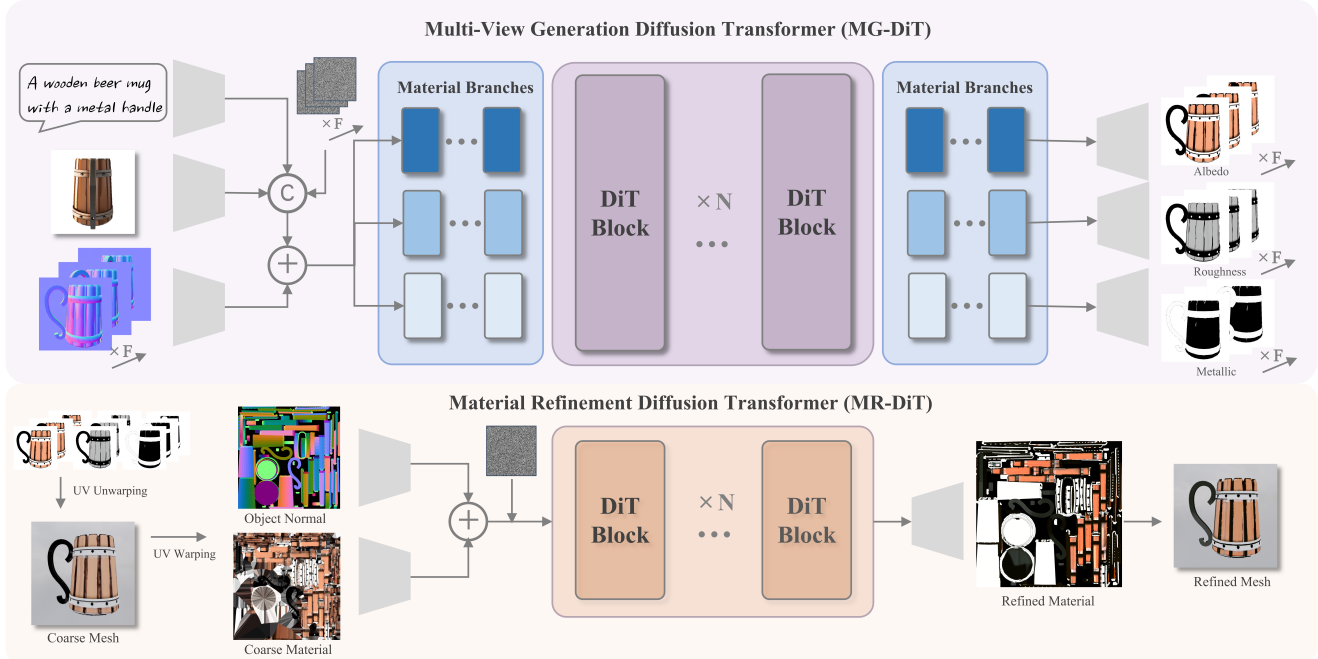 Multi-View Generation Diffusion Transformer (MG-DiT)
A wooden beer mug
with a metal handle
× F
C
× F
Material Branches
DiT
Block
× N
DiT
Block
Material Branches
Albedo
× F
Roughness
× F
Metallic
× F
Material Refinement Diffusion Transformer (MR-DiT)
UV Unwarping
Coarse Mesh
UV Warping
Object Normal
Coarse Material
DiT
Block
× N
DiT
Block
Refined Material
Refined Mesh